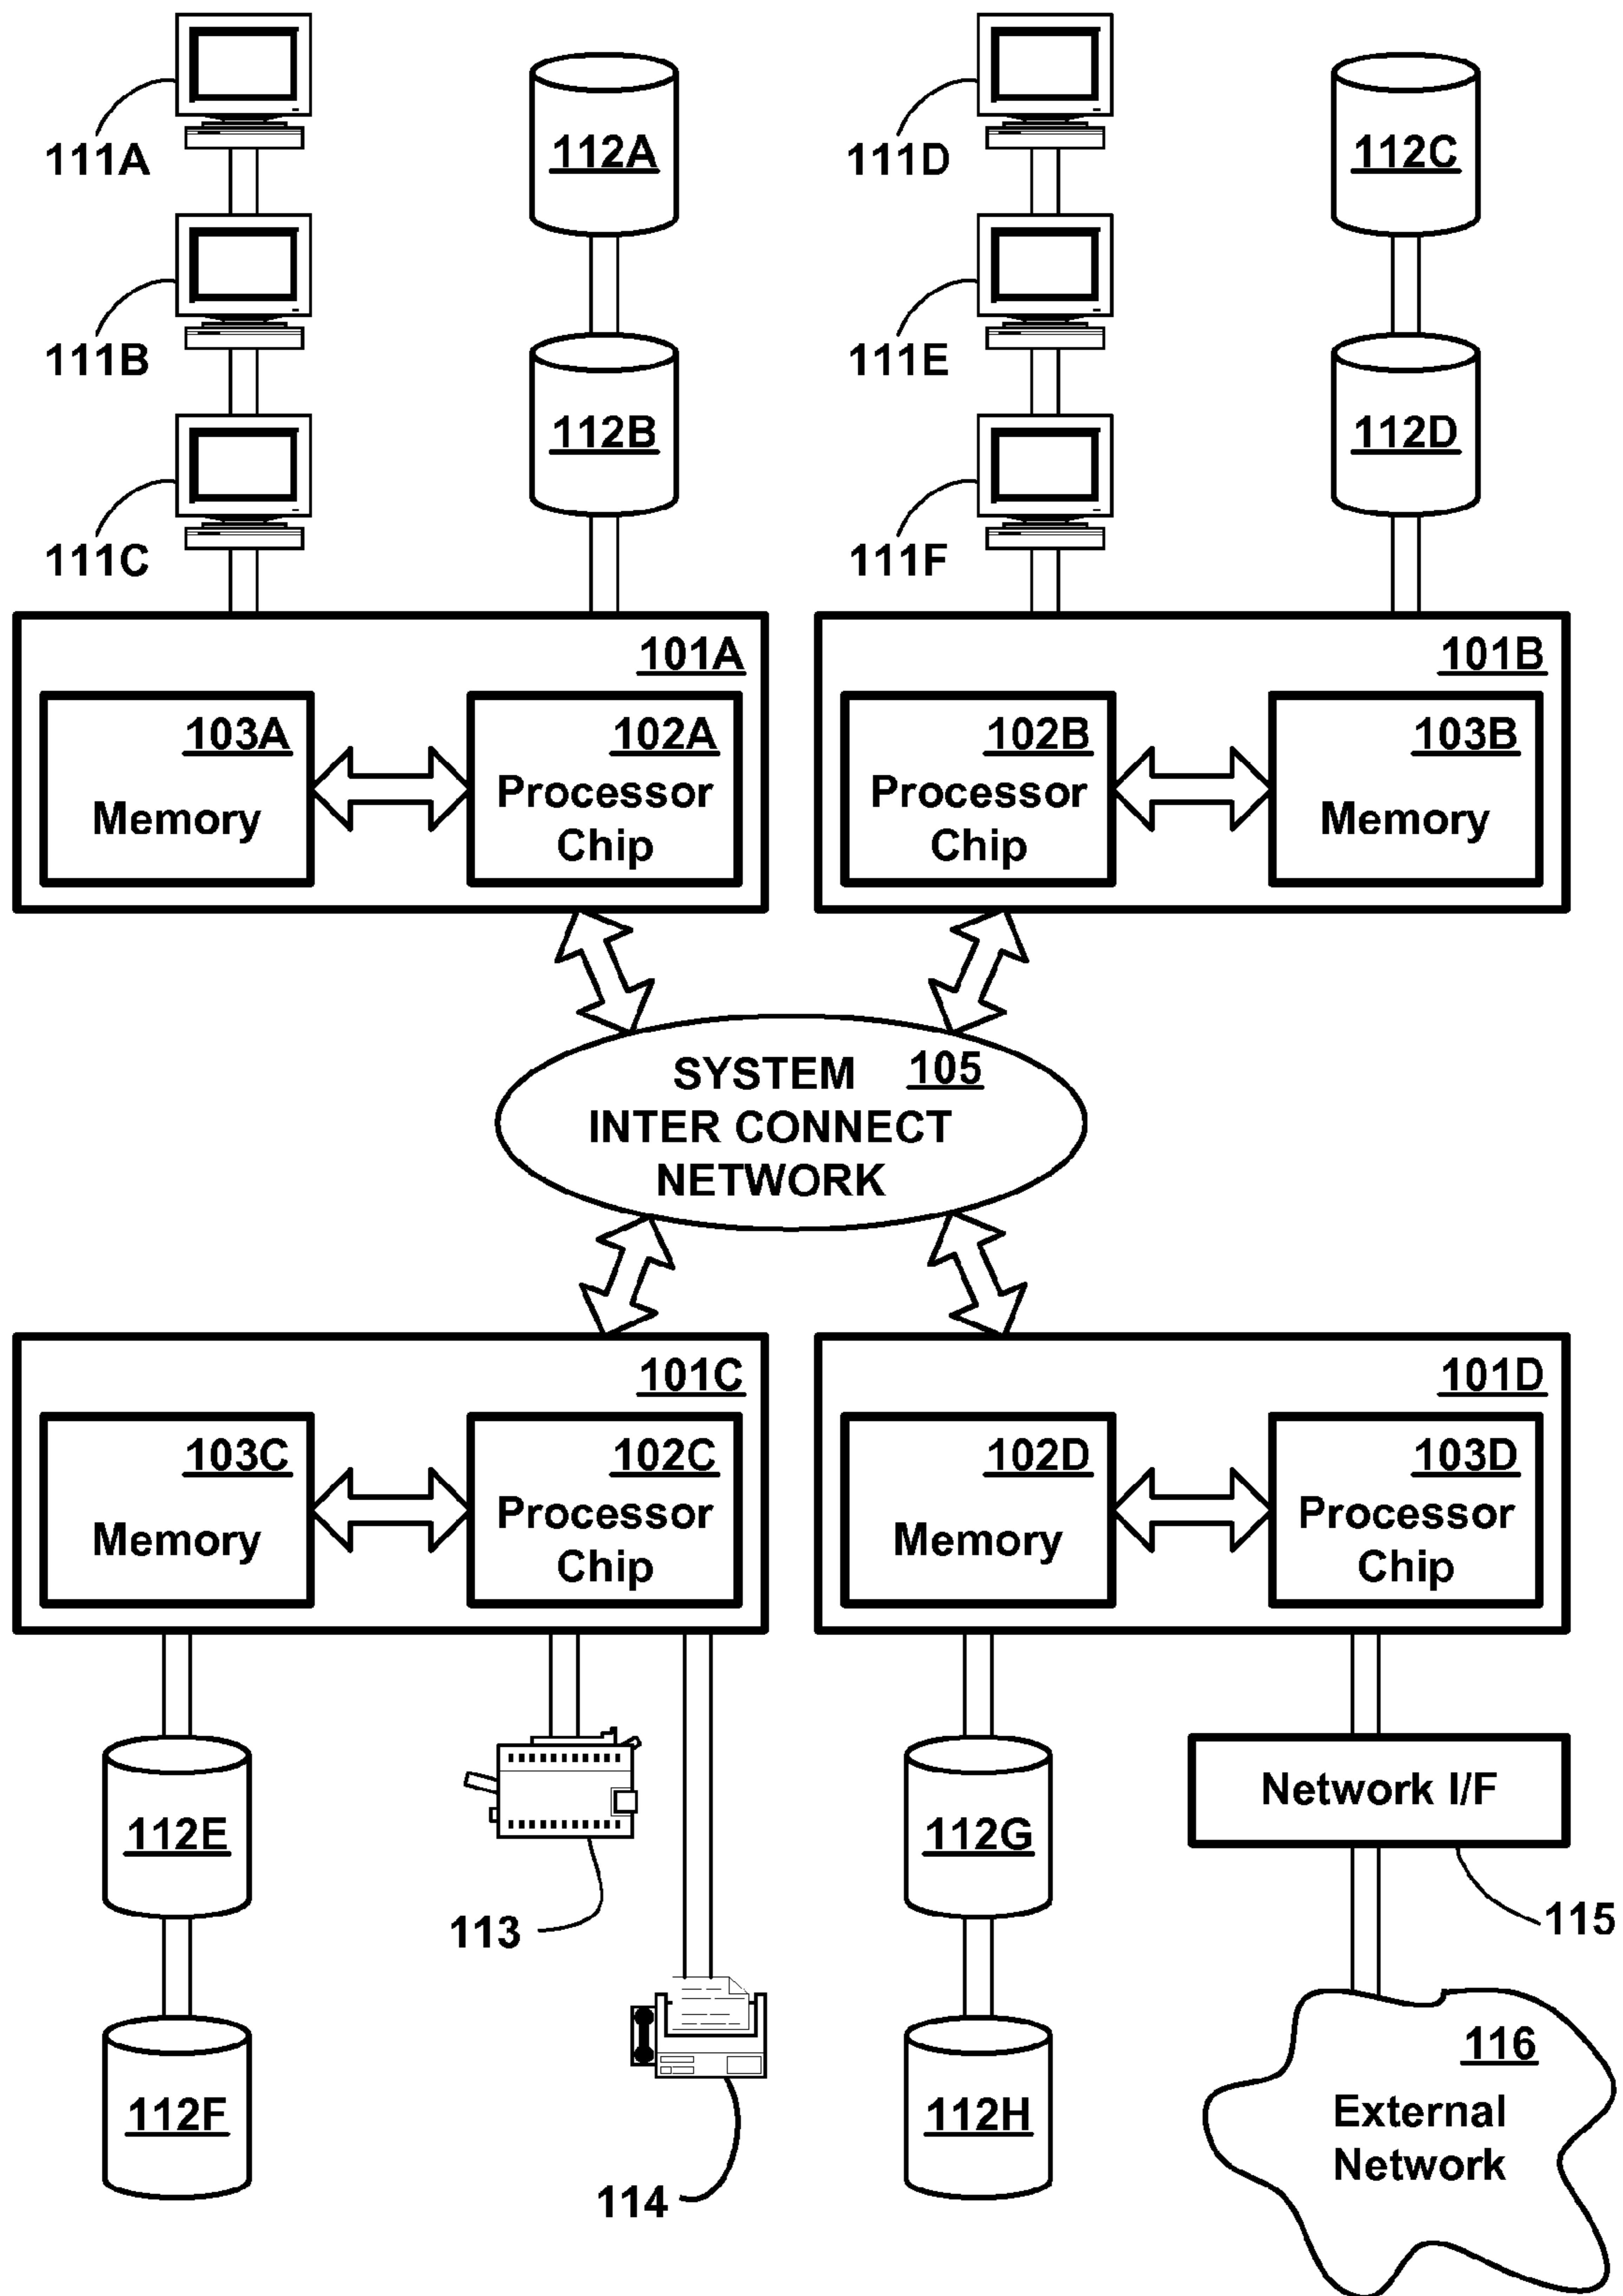 111A
112A
111D
112C
111B
112B
111E
112D
111C
111F
101A
103A
Memory
102A
Processor
Chip
101B
102B
Processor
Chip
103B
Memory
SYSTEM 105
INTER CONNECT
NETWORK
101C
103C
Memory
102C
Processor
Chip
101D
102D
Memory
103D
Processor
Chip
112E
113
112G
Network I/F
115
112F
114
112H
116
External
Network